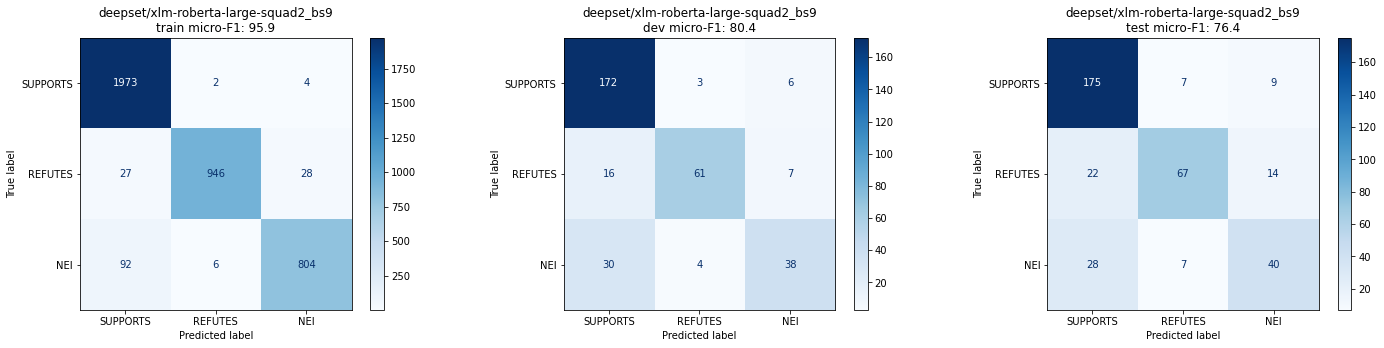 deepset/xlm-roberta-large-squad2_bs9
train micro-F1: 95.9
SUPPORTS
REFUTES
NEI
True label
1973 2 4
27 946 28
92 6 804
SUPPORTS REFUTES NEI
Predicted label
1750
1500
1250
1000
750
500
250
deepset/xlm-roberta-large-squad2_bs9
dev micro-F1: 80.4
SUPPORTS
REFUTES
NEI
True label
172 3 6
16 61 7
30 4 38
SUPPORTS REFUTES NEI
Predicted label
160
140
120
100
80
60
40
20
deepset/xlm-roberta-large-squad2_bs9
test micro-F1: 76.4
SUPPORTS
REFUTES
NEI
True label
175 7 9
22 67 14
28 7 40
SUPPORTS REFUTES NEI
Predicted label
160
140
120
100
80
60
40
20